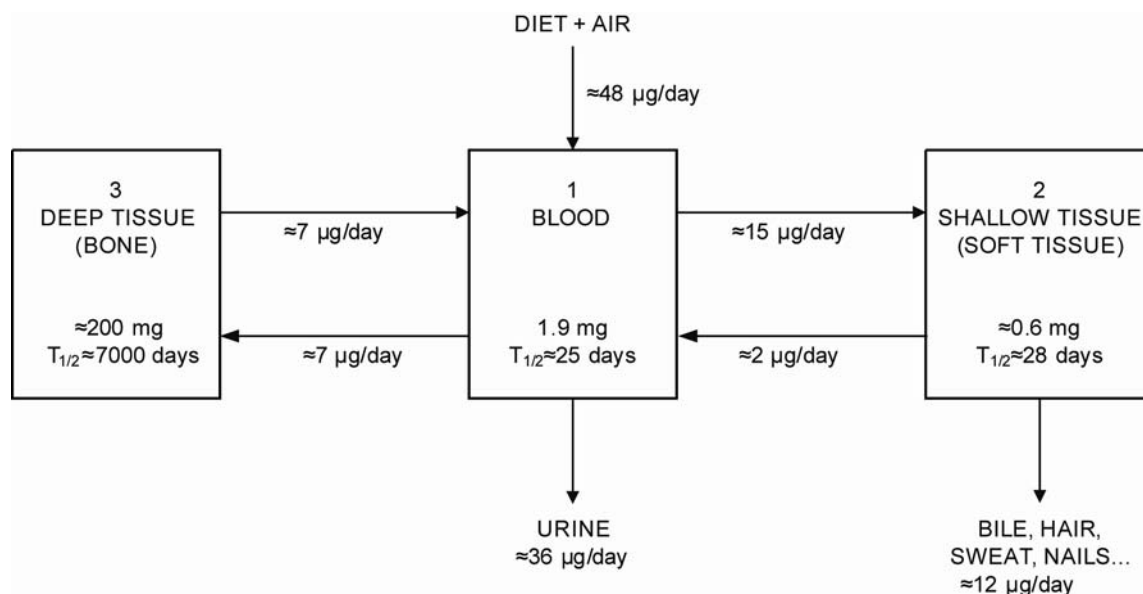 DIET + AIR
≈48 µg/day
3
DEEP TISSUE
(BONE)
≈200 mg
T1/2≈7000 days
≈7 µg/day
≈7 µg/day
1
BLOOD
1.9 mg
T1/2≈25 days
≈15 µg/day
≈2 µg/day
2
SHALLOW TISSUE
(SOFT TISSUE)
≈0.6 mg
T1/2≈28 days
URINE
≈36 µg/day
BILE, HAIR,
SWEAT, NAILS...
≈12 µg/day